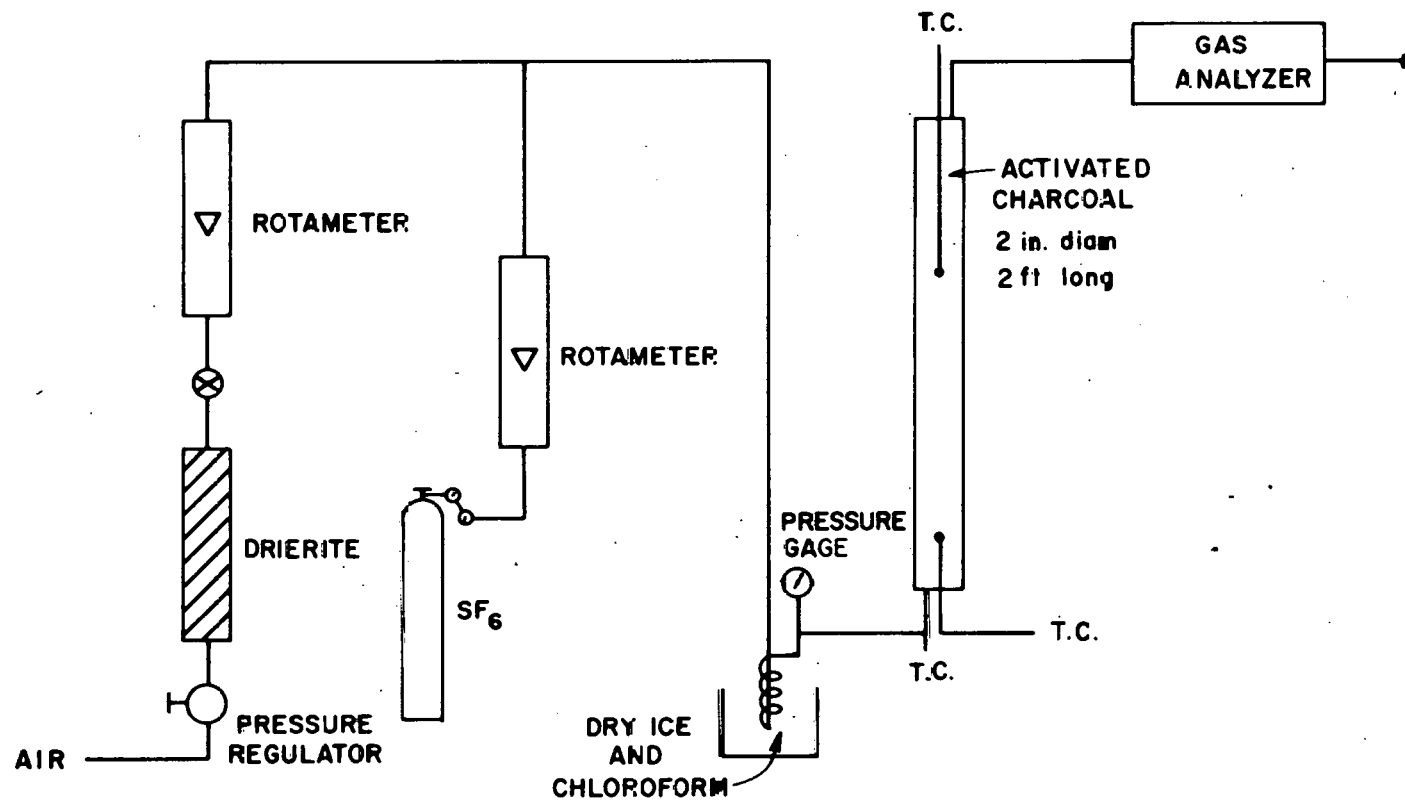 T.C.
GAS
ANALYZER
ACTIVATED
CHARCOAL
2 in. diam
2 ft long
ROTAMETER
ROTAMETER
PRESSURE
GAGE
DRIERITE
SF6
T.C.
T.C.
PRESSURE
REGULATOR
AIR
DRY ICE
AND
CHLOROFORM